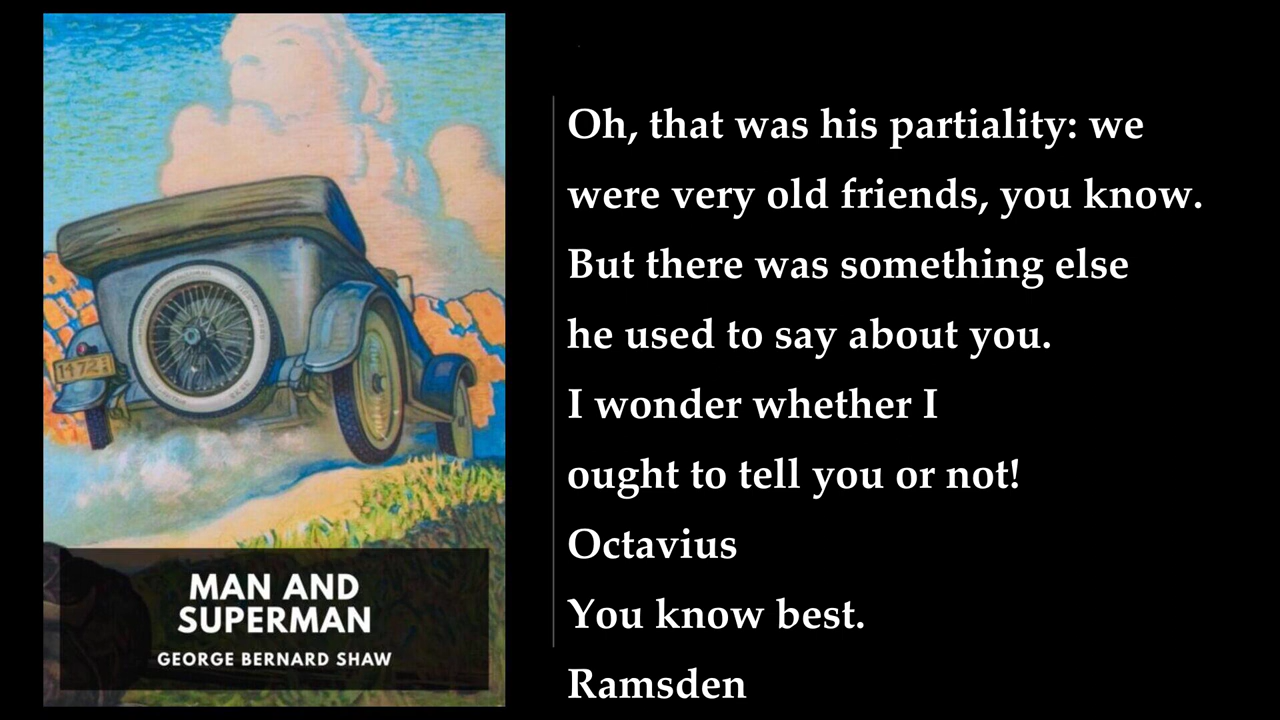 Oh, that was his partiality: we
were very old friends, you know.
But there was something else
he used to say about you.
I wonder whether I
ought to tell you or not!
Octavius
You know best.
Ramsden
1472
MAN AND
SUPERMAN
GEORGE BERNARD SHAW